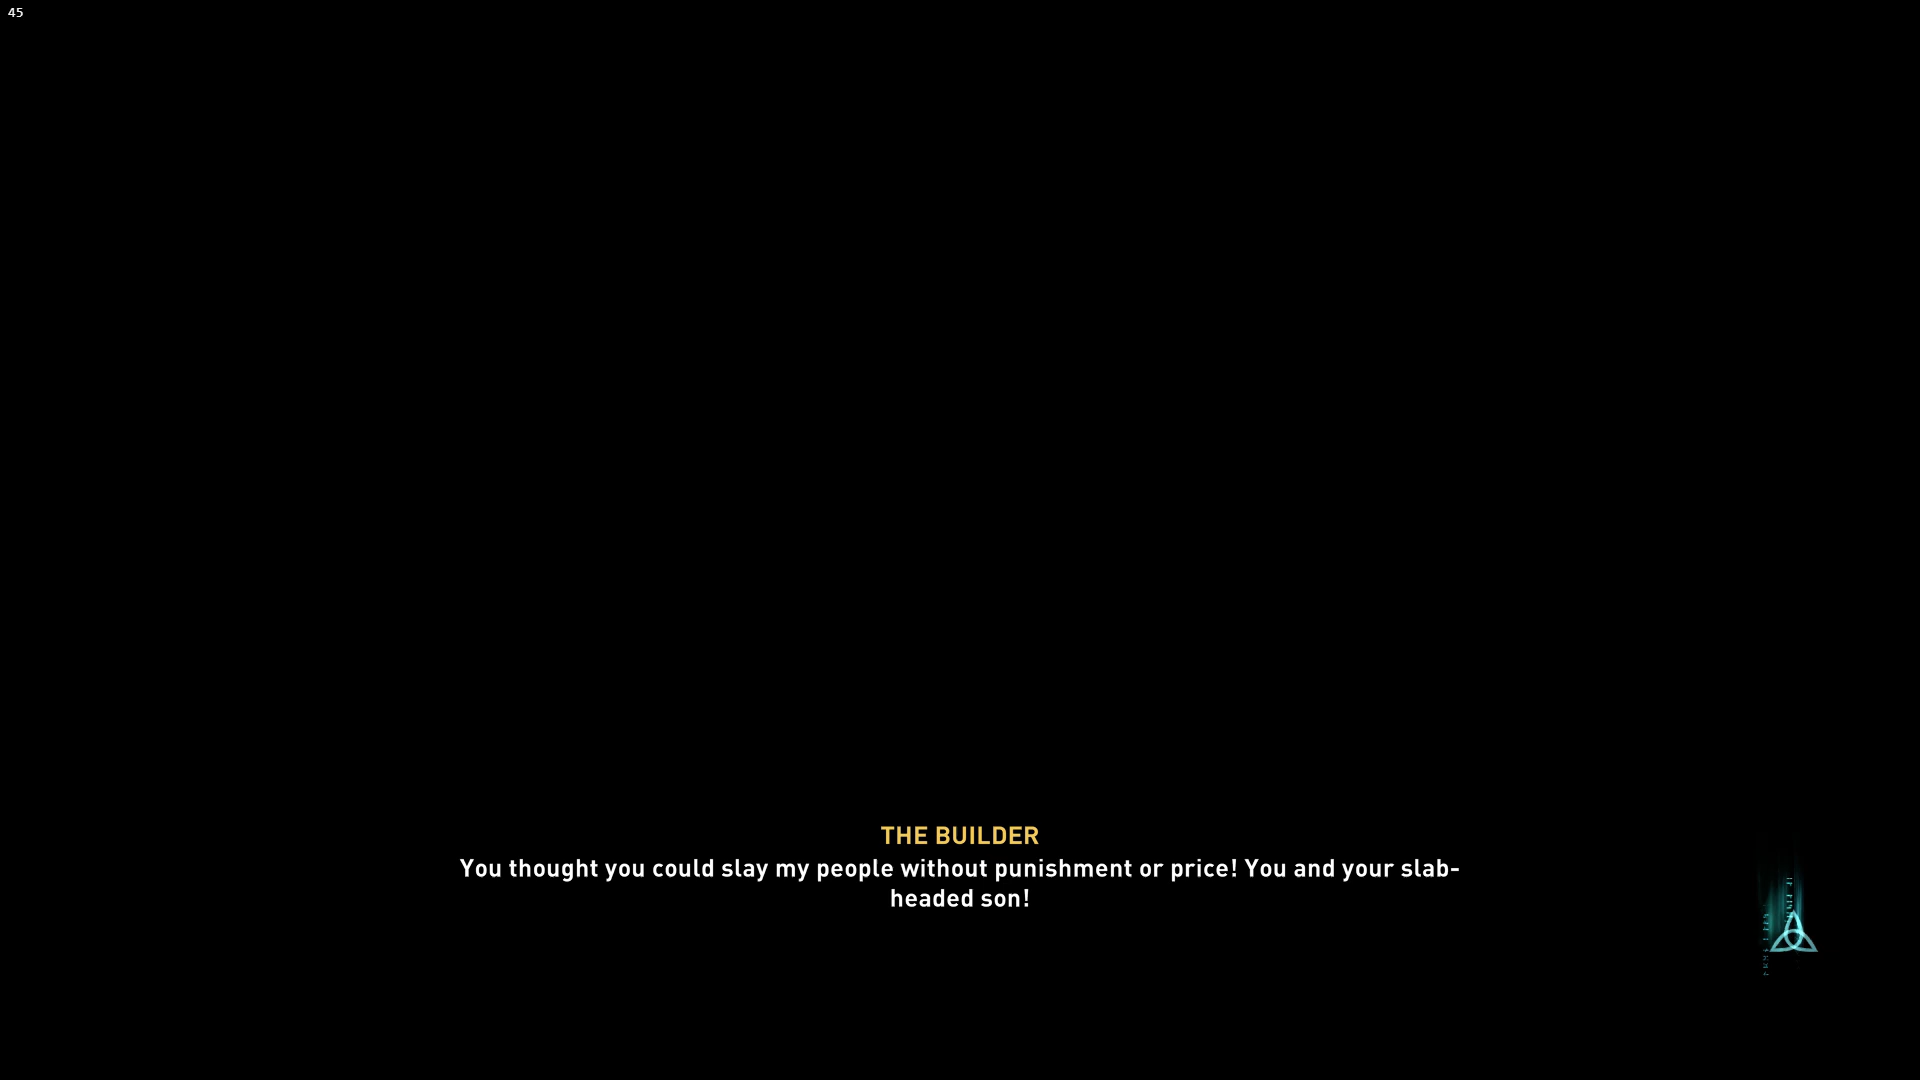 45
THE BUILDER
You thought you could slay my people without punishment or price! You and your slab-
headed son!